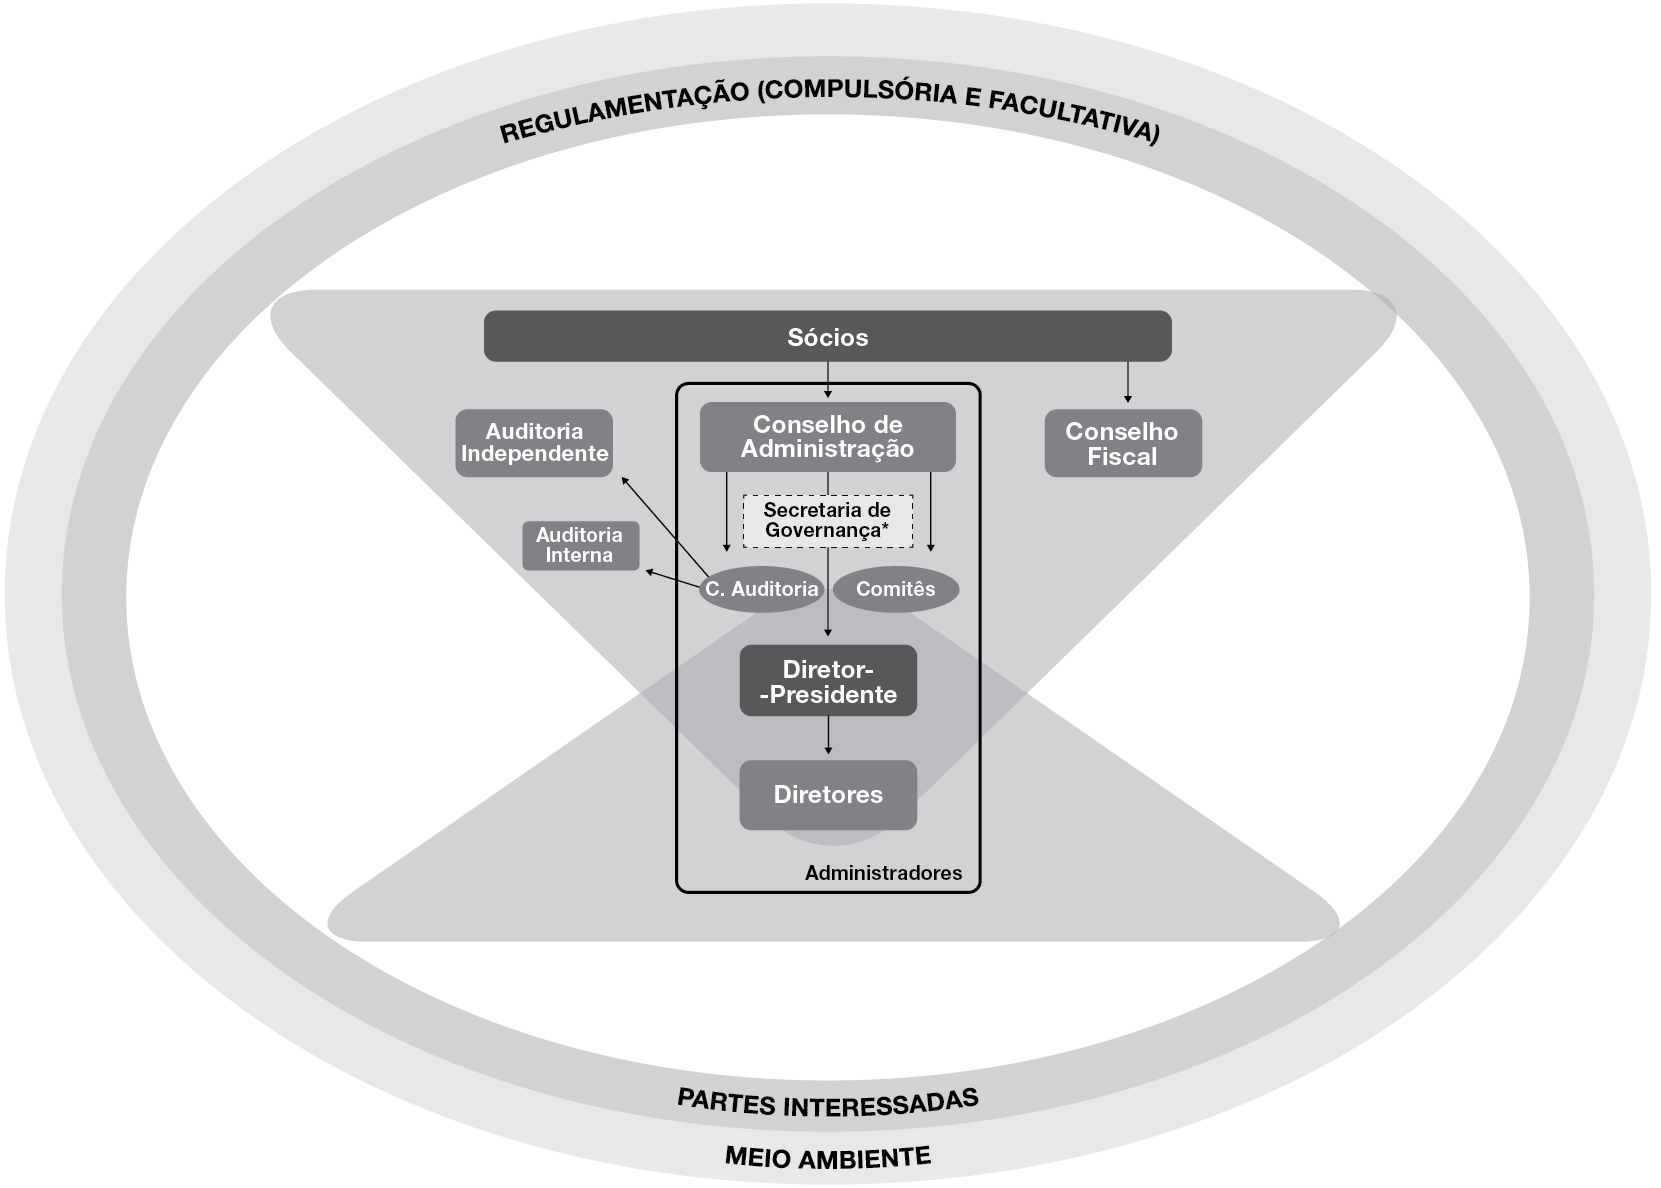 REGULAMENTAÇÃO (COMPULSÓRIA E FACULTATIVA)
Sócios
Conselho de
Administração
Auditoria
Independente
Conselho
Fiscal
Secretaria de
Governança*
Auditoria
Interna
C. Auditoria
Comitês
Diretor-
-Presidente
Diretores
Administradores
PARTES INTERESSADAS
MEIO AMBIENTE